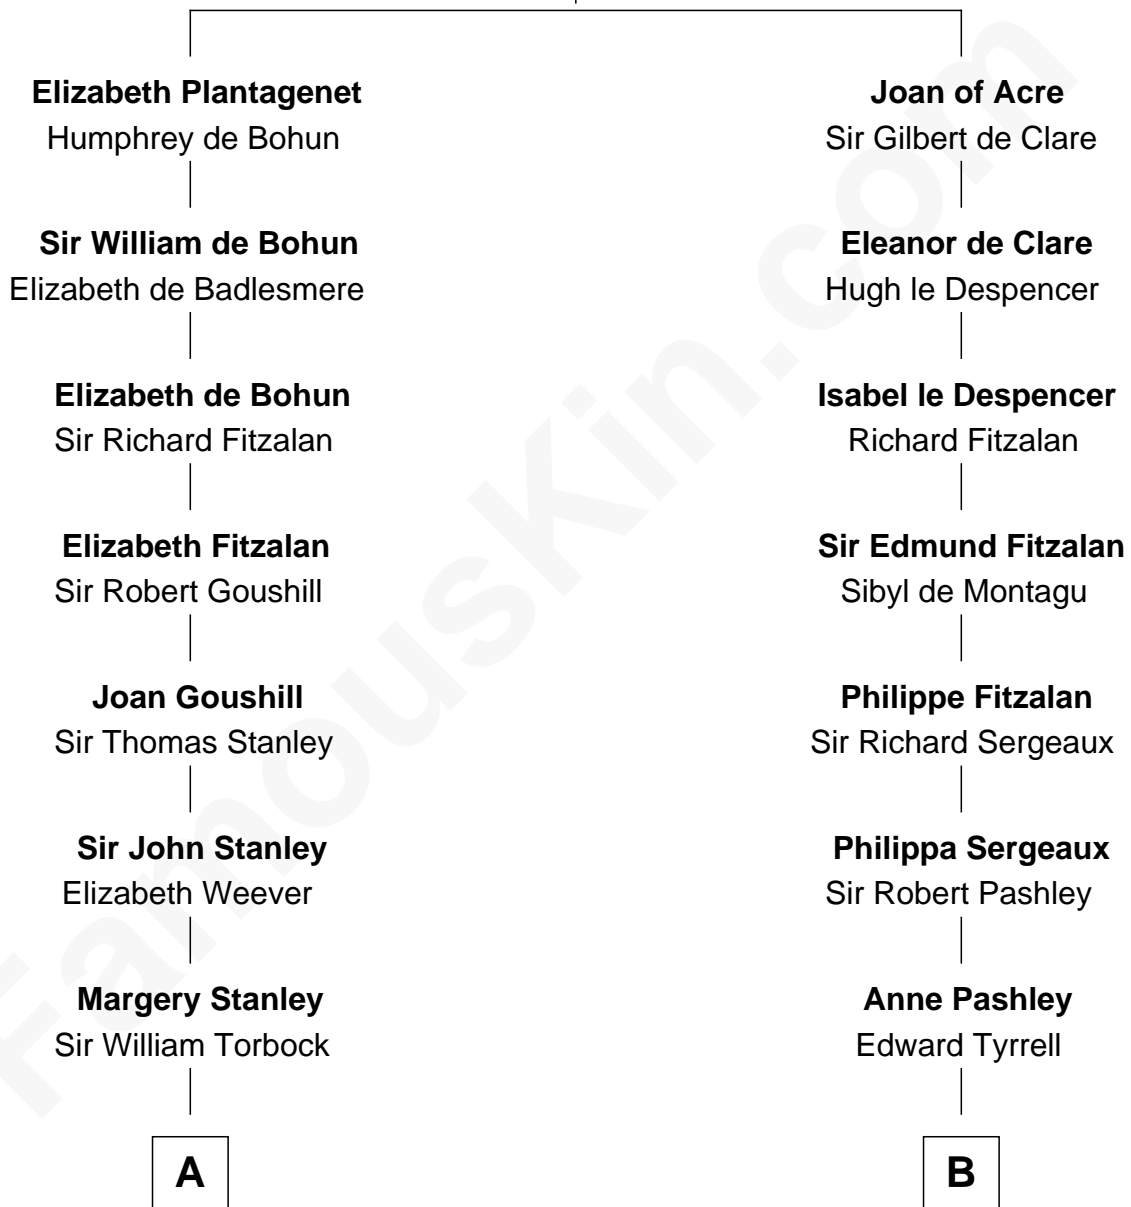 Elizabeth Plantagenet
Humphrey de Bohun
Sir William de Bohun
Elizabeth de Badlesmere
Elizabeth de Bohun
Sir Richard Fitzalan
Elizabeth Fitzalan
Sir Robert Goushill
Joan Goushill
Sir Thomas Stanley
Sir John Stanley
Elizabeth Weever
Margery Stanley
Sir William Torbock
A
Joan of Acre
Sir Gilbert de Clare
Eleanor de Clare
Hugh le Despencer
Isabel le Despencer
Richard Fitzalan
Sir Edmund Fitzalan
Sibyl de Montagu
Philippe Fitzalan
Sir Richard Sergeaux
Philippa Sergeaux
Sir Robert Pashley
Anne Pashley
Edward Tyrrell
B
FamousKin.com